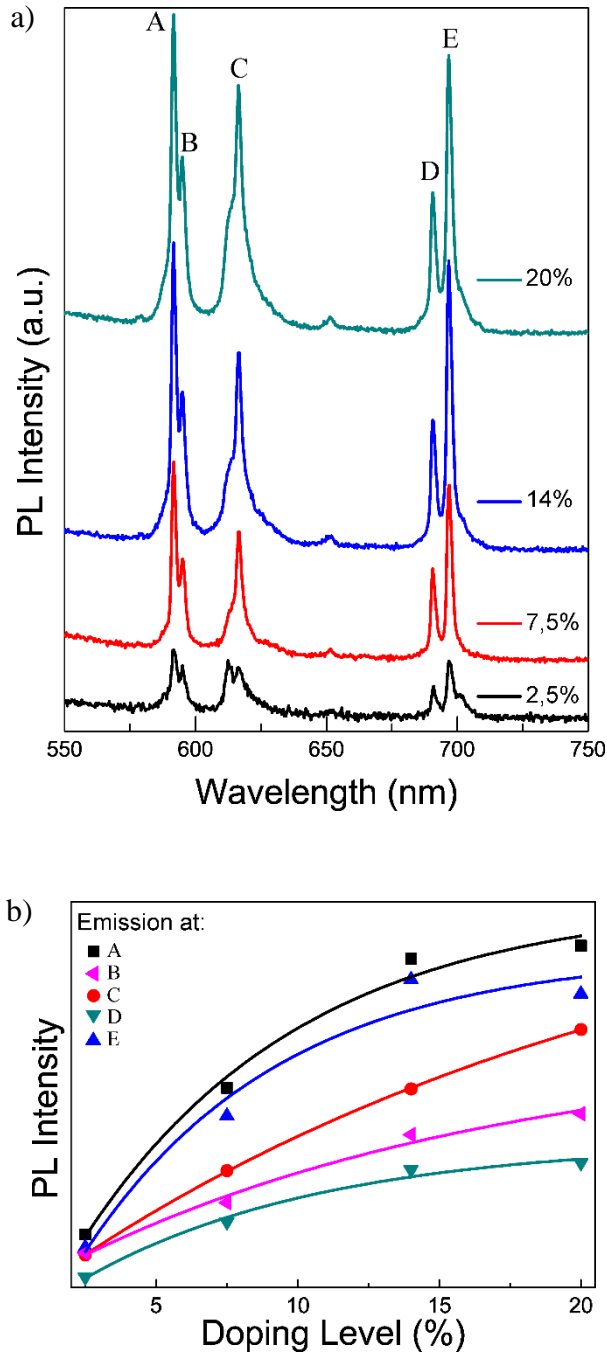 a)
A
B
C
D
E
20%
14%
7,5%
2,5%
PL Intensity (a.u.)
550 600 650 700 750
Wavelength (nm)
b)
Emission at:
A
B
C
D
E
PL Intensity
5 10 15 20
Doping Level (%)